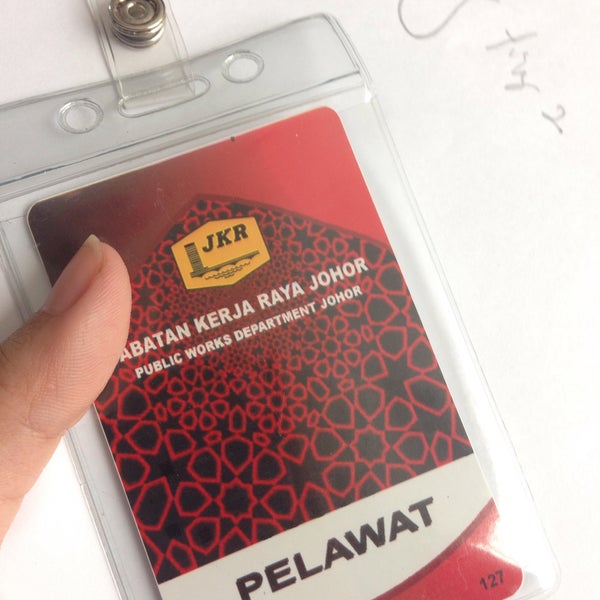 JKR
ABATAN KERJA RAYA JOHOR
PUBLIC WORKS DEPARTMENT JOHOR
PELAWAT
127